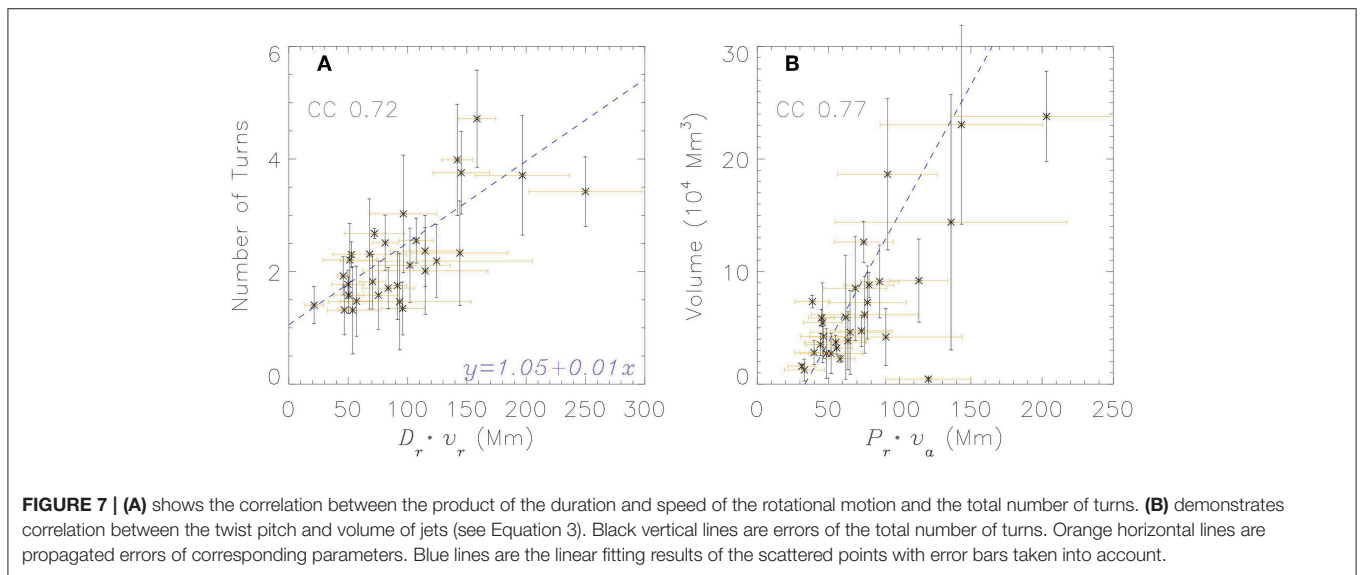 A
CC 0.72
Number of Turns
6
4
2
0
y=1.05+0.01x
0 50 100 150 200 250 300
D_r · v_r (Mm)
B
CC 0.77
Volume (10⁴ Mm³)
30
20
10
0
0 50 100 150 200 250
P_r · v_a (Mm)
FIGURE 7 | (A) shows the correlation between the product of the duration and speed of the rotational motion and the total number of turns. (B) demonstrates
correlation between the twist pitch and volume of jets (see Equation 3). Black vertical lines are errors of the total number of turns. Orange horizontal lines are
propagated errors of corresponding parameters. Blue lines are the linear fitting results of the scattered points with error bars taken into account.